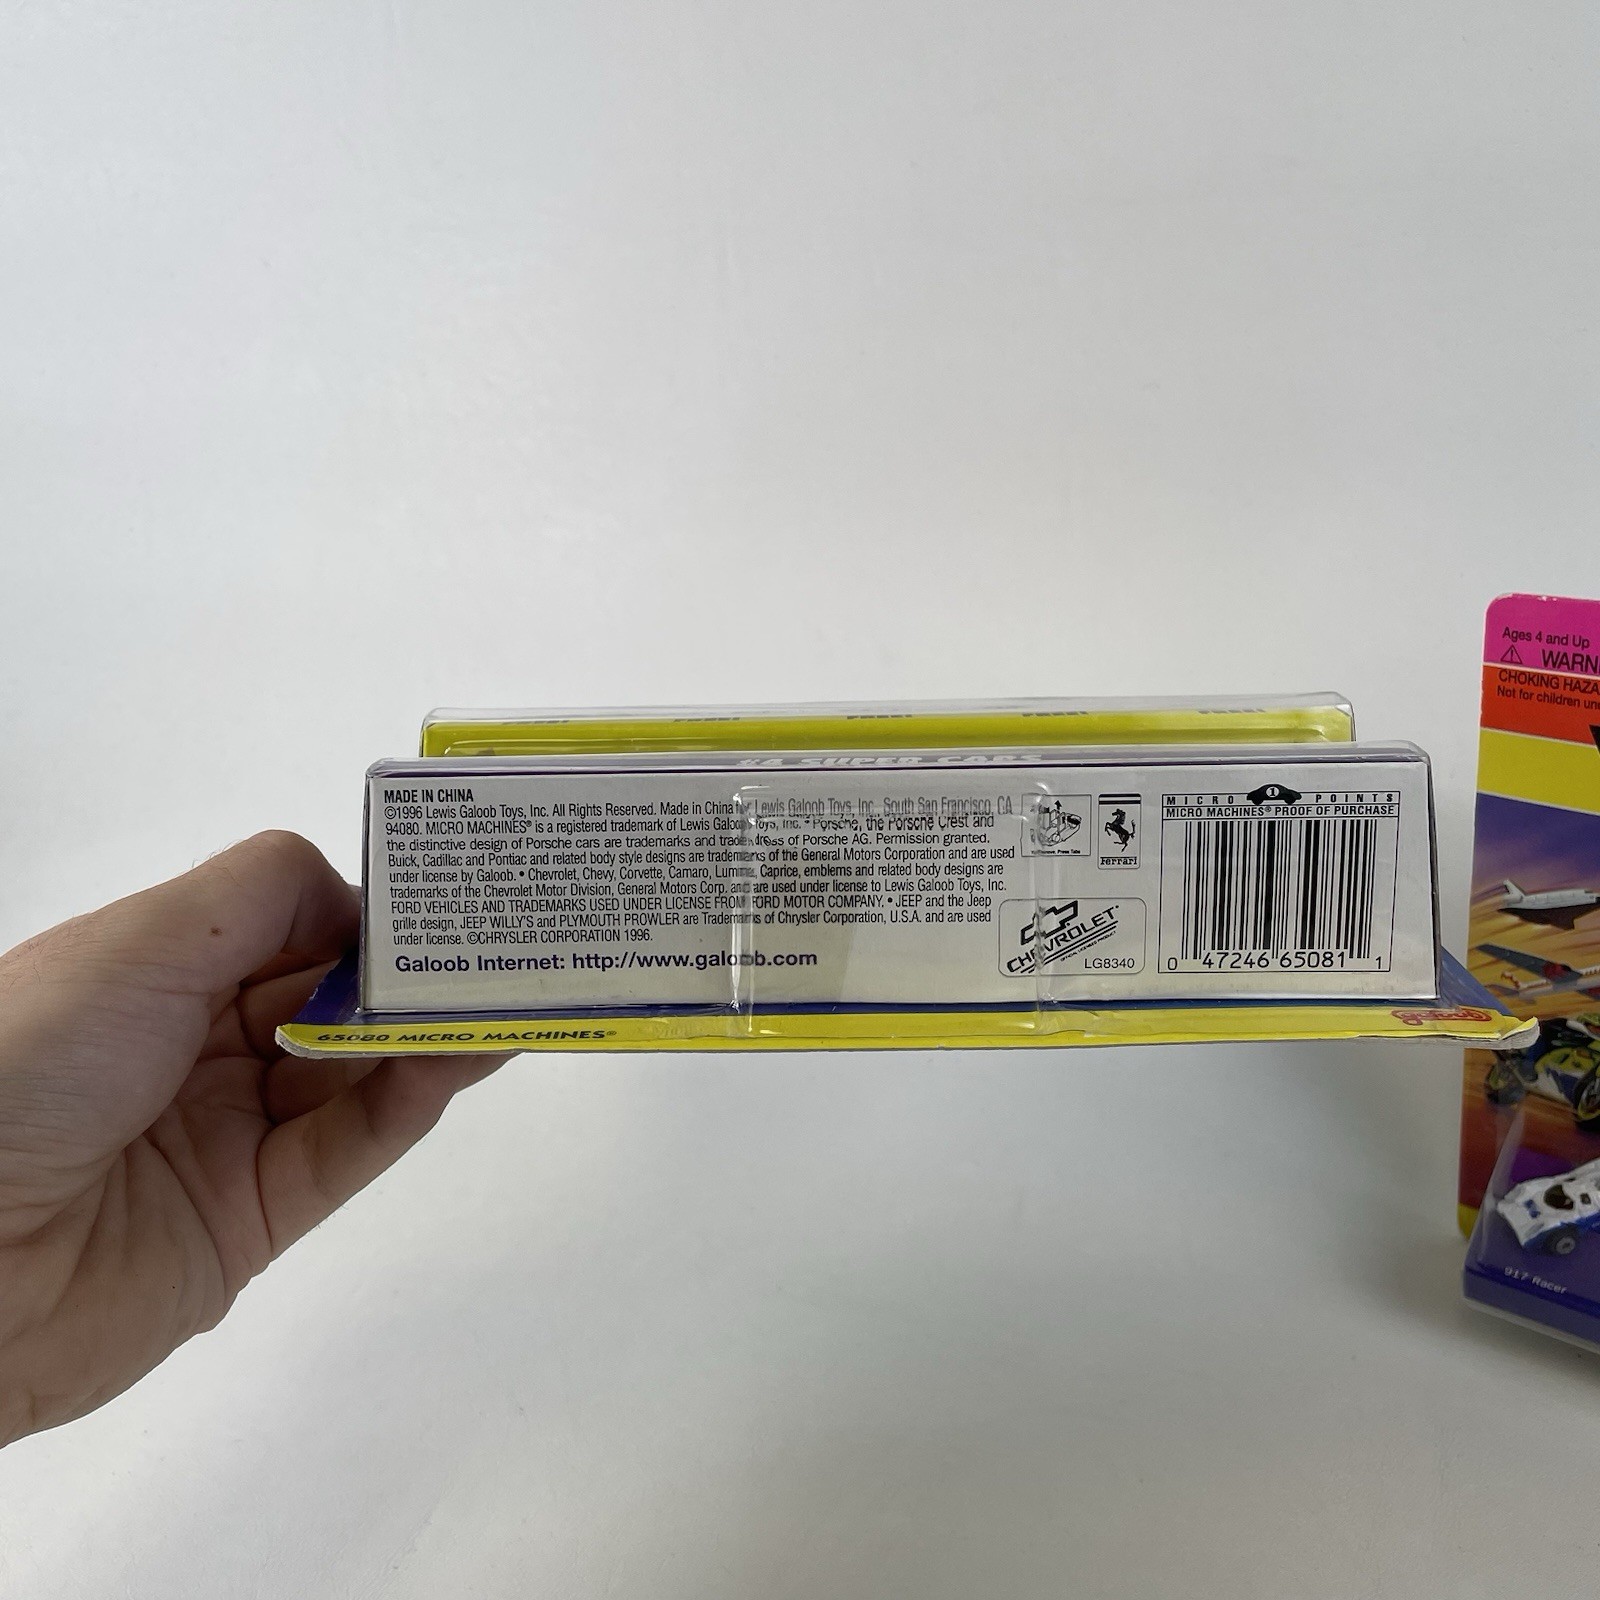 #4 SUPER CARS
MADE IN CHINA
©1996 Lewis Galoob Toys, Inc. All Rights Reserved. Made in China for Lewis Galoob Toys, Inc., South San Francisco, CA
94080. MICRO MACHINES® is a registered trademark of Lewis Galoob Toys, Inc. • Porsche, the Porsche Crest and
the distinctive design of Porsche cars are trademarks and trade dress of Porsche AG. Permission granted.
Buick, Cadillac and Pontiac and related body style designs are trademarks of the General Motors Corporation and are used
under license by Galoob. • Chevrolet, Chevy, Corvette, Camaro, Lumina, Caprice, emblems and related body designs are
trademarks of the Chevrolet Motor Division, General Motors Corp. and are used under license to Lewis Galoob Toys, Inc.
FORD VEHICLES AND TRADEMARKS USED UNDER LICENSE FROM FORD MOTOR COMPANY. • JEEP and the Jeep
grille design, JEEP WILLY'S and PLYMOUTH PROWLER are Trademarks of Chrysler Corporation, U.S.A. and are used
under license. ©CHRYSLER CORPORATION 1996.
Galoob Internet: http://www.galoob.com
Press Tabs
Ferrari
CHEVROLET
OFFICIAL LICENSED PRODUCT
LG8340
MICRO 1 POINTS
MICRO MACHINES® PROOF OF PURCHASE
0 47246 65081 1
65080 MICRO MACHINES®
galoob
Ages 4 and Up
WARN
CHOKING HAZA
Not for children un
917 Racer